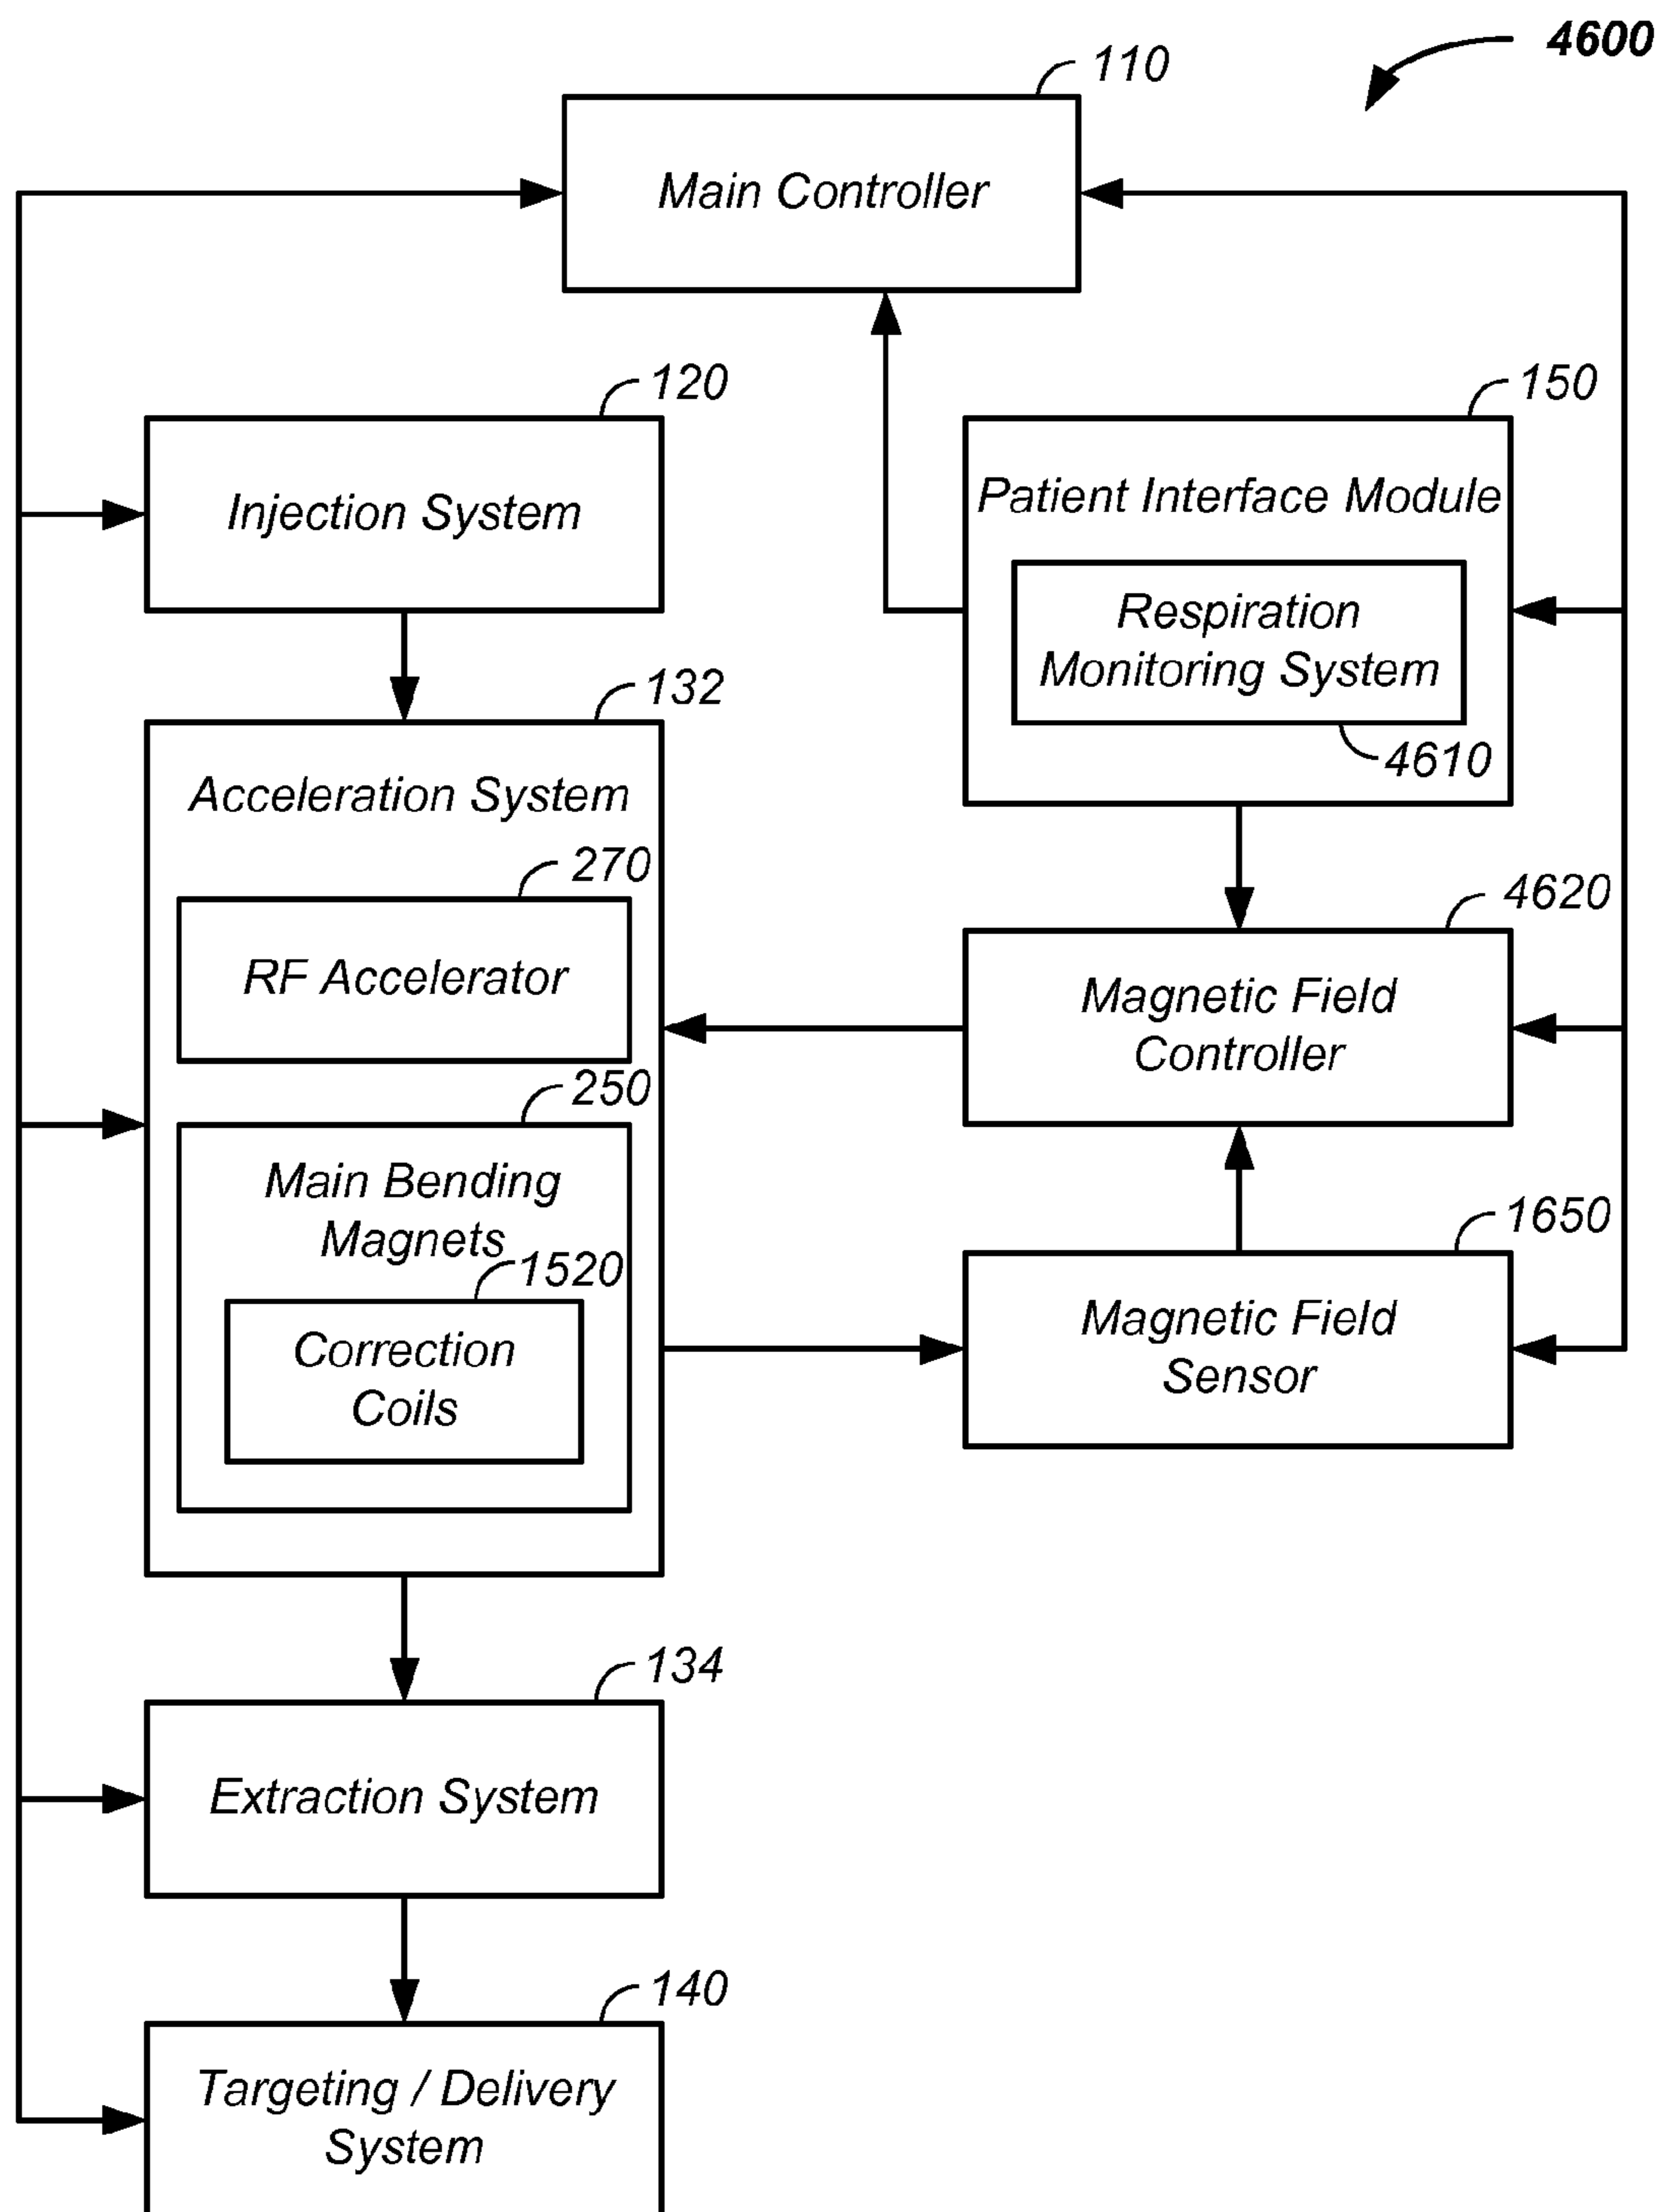 4600
110
Main Controller
120
Injection System
150
Patient Interface Module
Respiration
Monitoring System
4610
132
Acceleration System
270
RF Accelerator
250
Main Bending
Magnets
1520
Correction
Coils
4620
Magnetic Field
Controller
1650
Magnetic Field
Sensor
134
Extraction System
140
Targeting / Delivery
System